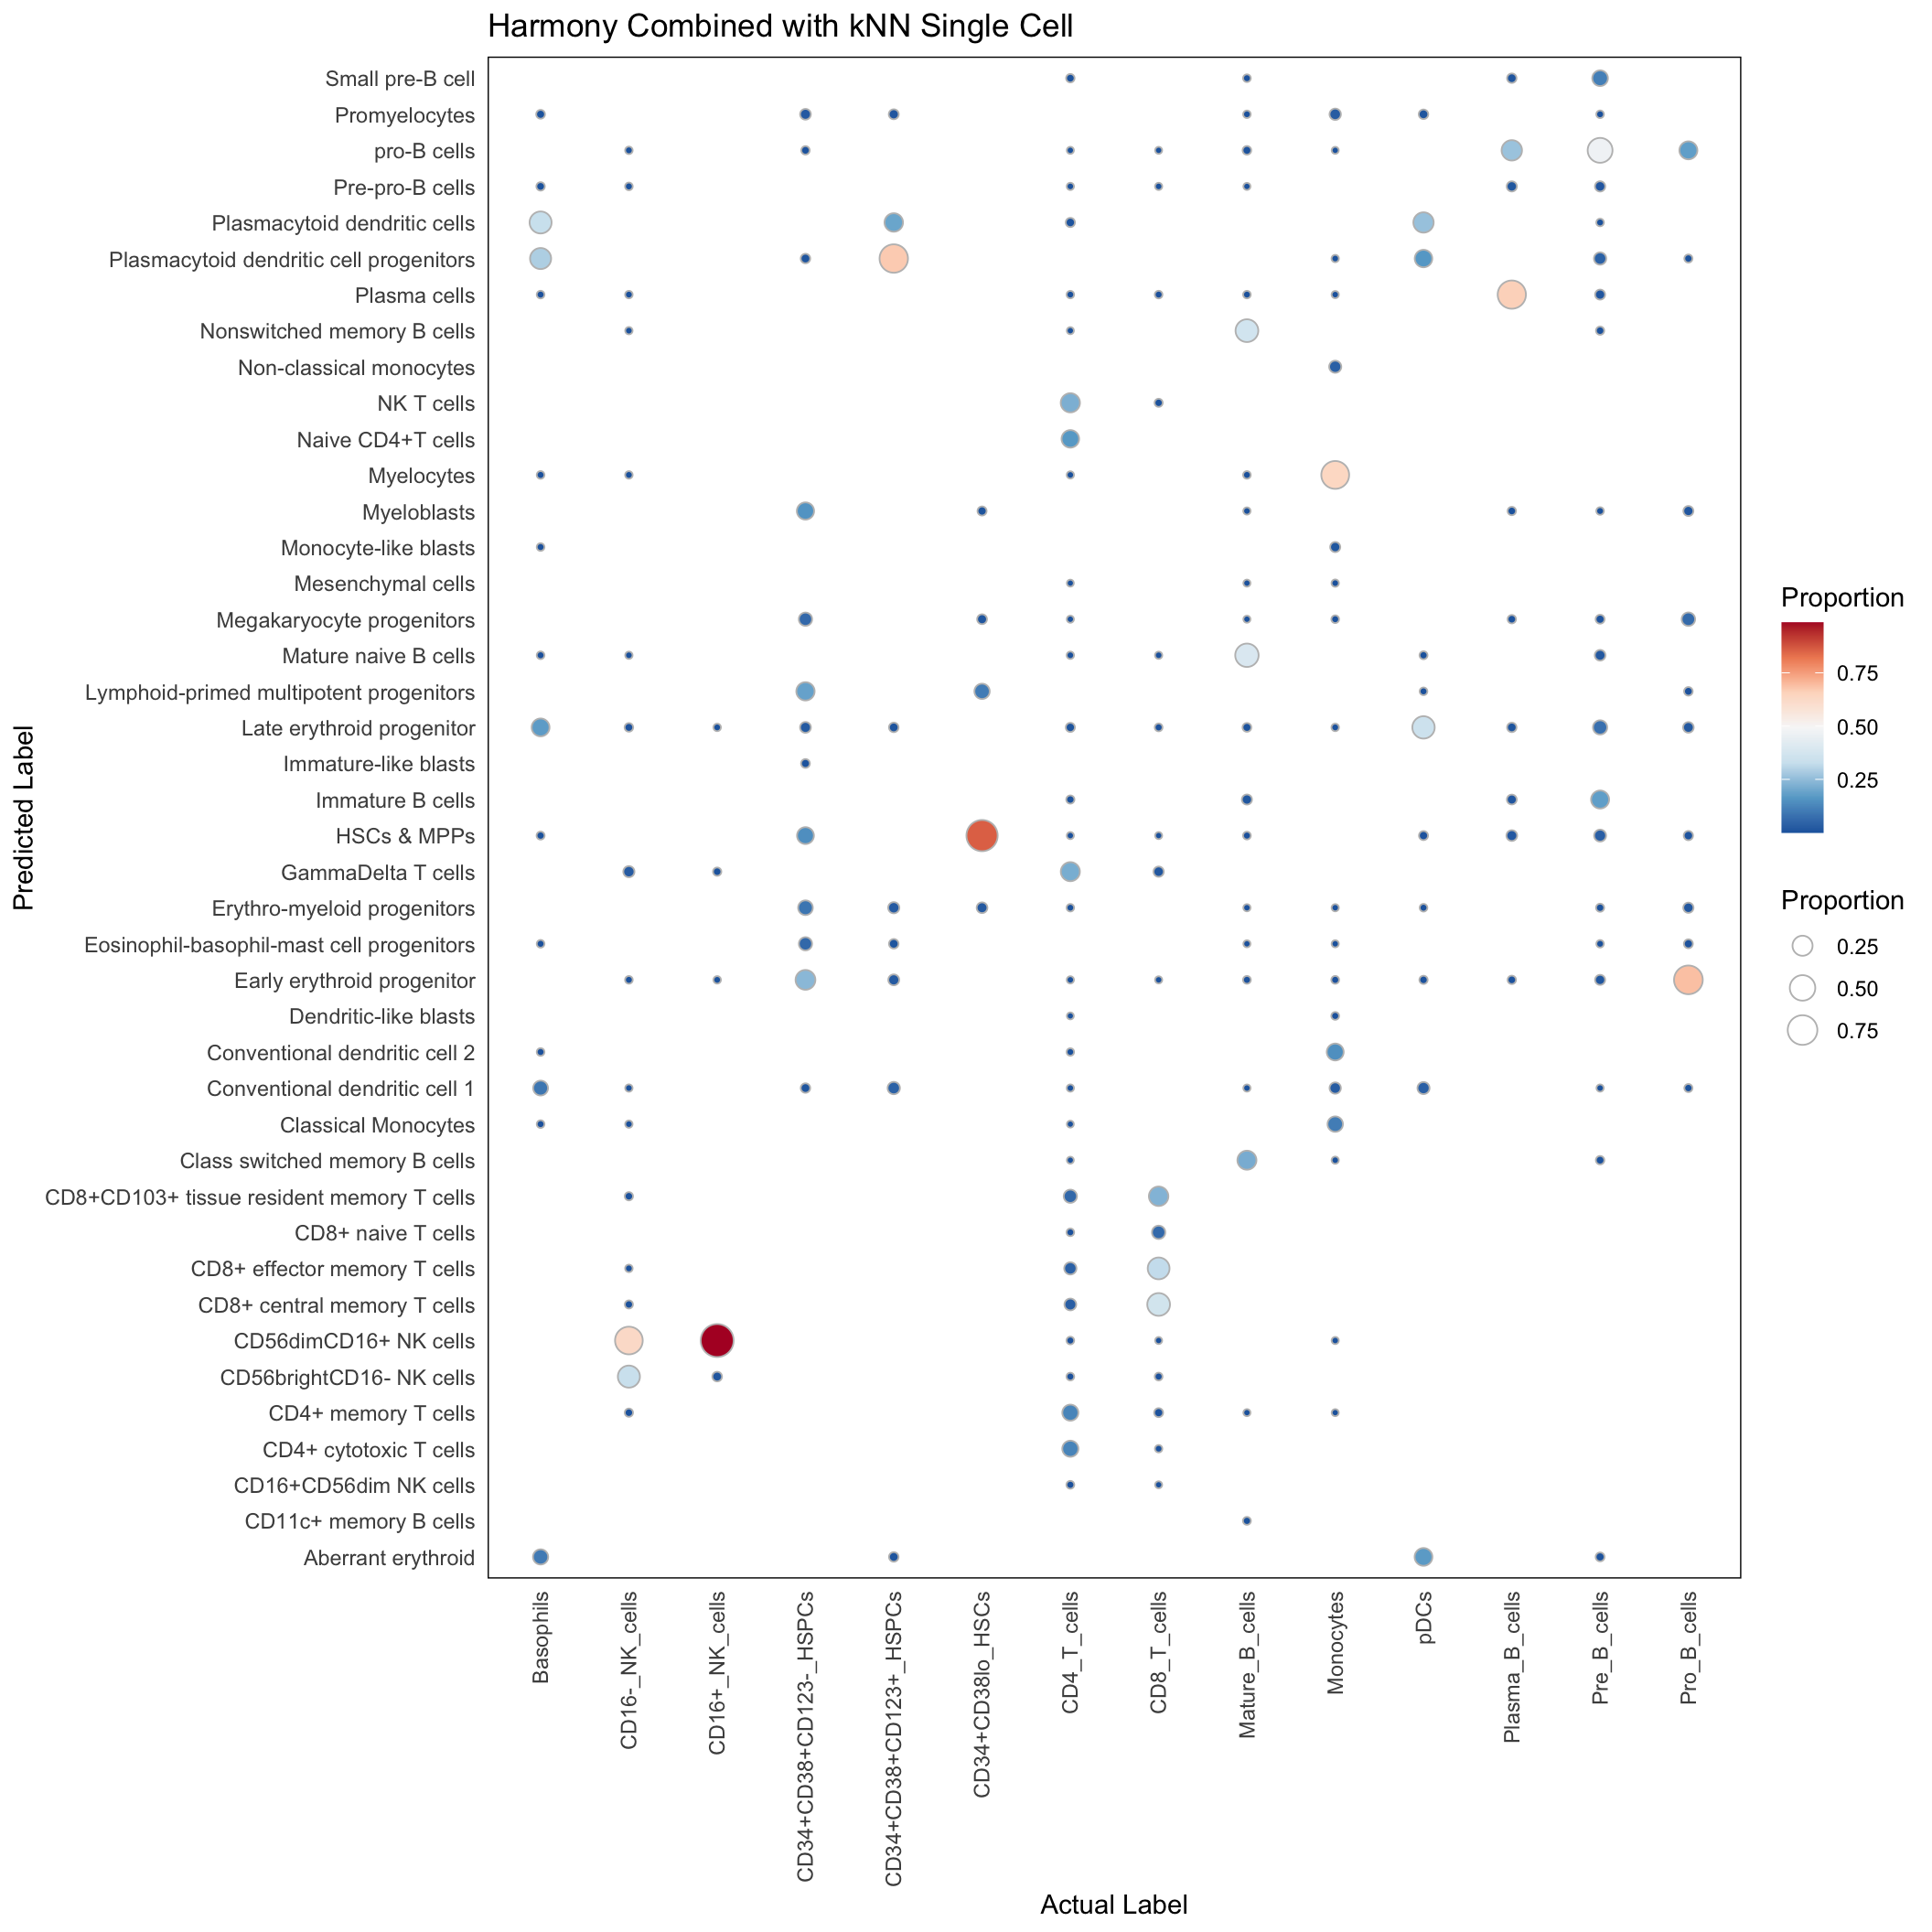 Harmony Combined with kNN Single Cell
Predicted Label
Small pre-B cell
Promyelocytes
pro-B cells
Pre-pro-B cells
Plasmacytoid dendritic cells
Plasmacytoid dendritic cell progenitors
Plasma cells
Nonswitched memory B cells
Non-classical monocytes
NK T cells
Naive CD4+T cells
Myelocytes
Myeloblasts
Monocyte-like blasts
Mesenchymal cells
Megakaryocyte progenitors
Mature naive B cells
Lymphoid-primed multipotent progenitors
Late erythroid progenitor
Immature-like blasts
Immature B cells
HSCs & MPPs
GammaDelta T cells
Erythro-myeloid progenitors
Eosinophil-basophil-mast cell progenitors
Early erythroid progenitor
Dendritic-like blasts
Conventional dendritic cell 2
Conventional dendritic cell 1
Classical Monocytes
Class switched memory B cells
CD8+CD103+ tissue resident memory T cells
CD8+ naive T cells
CD8+ effector memory T cells
CD8+ central memory T cells
CD56dimCD16+ NK cells
CD56brightCD16- NK cells
CD4+ memory T cells
CD4+ cytotoxic T cells
CD16+CD56dim NK cells
CD11c+ memory B cells
Aberrant erythroid
Basophils
CD16-_NK_cells
CD16+_NK_cells
CD34+CD38+CD123-_HSPCs
CD34+CD38+CD123+_HSPCs
CD34+CD38lo_HSCs
CD4_T_cells
CD8_T_cells
Mature_B_cells
Monocytes
pDCs
Plasma_B_cells
Pre_B_cells
Pro_B_cells
Actual Label
Proportion
0.75
0.50
0.25
Proportion
0.25
0.50
0.75